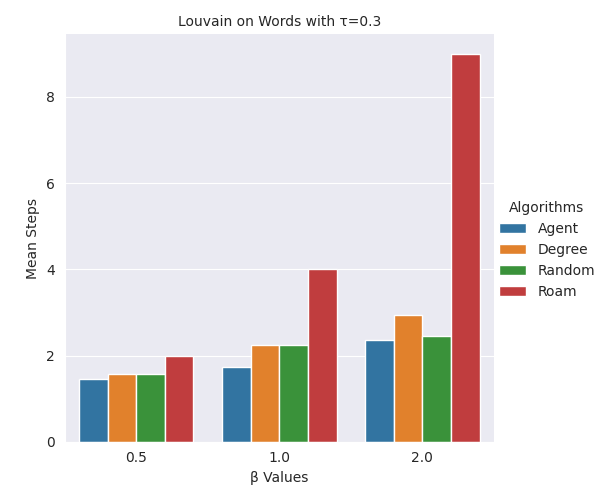 Louvain on Words with τ=0.3
Mean Steps
8
6
4
2
0
0.5 1.0 2.0
β Values
Algorithms
Agent
Degree
Random
Roam